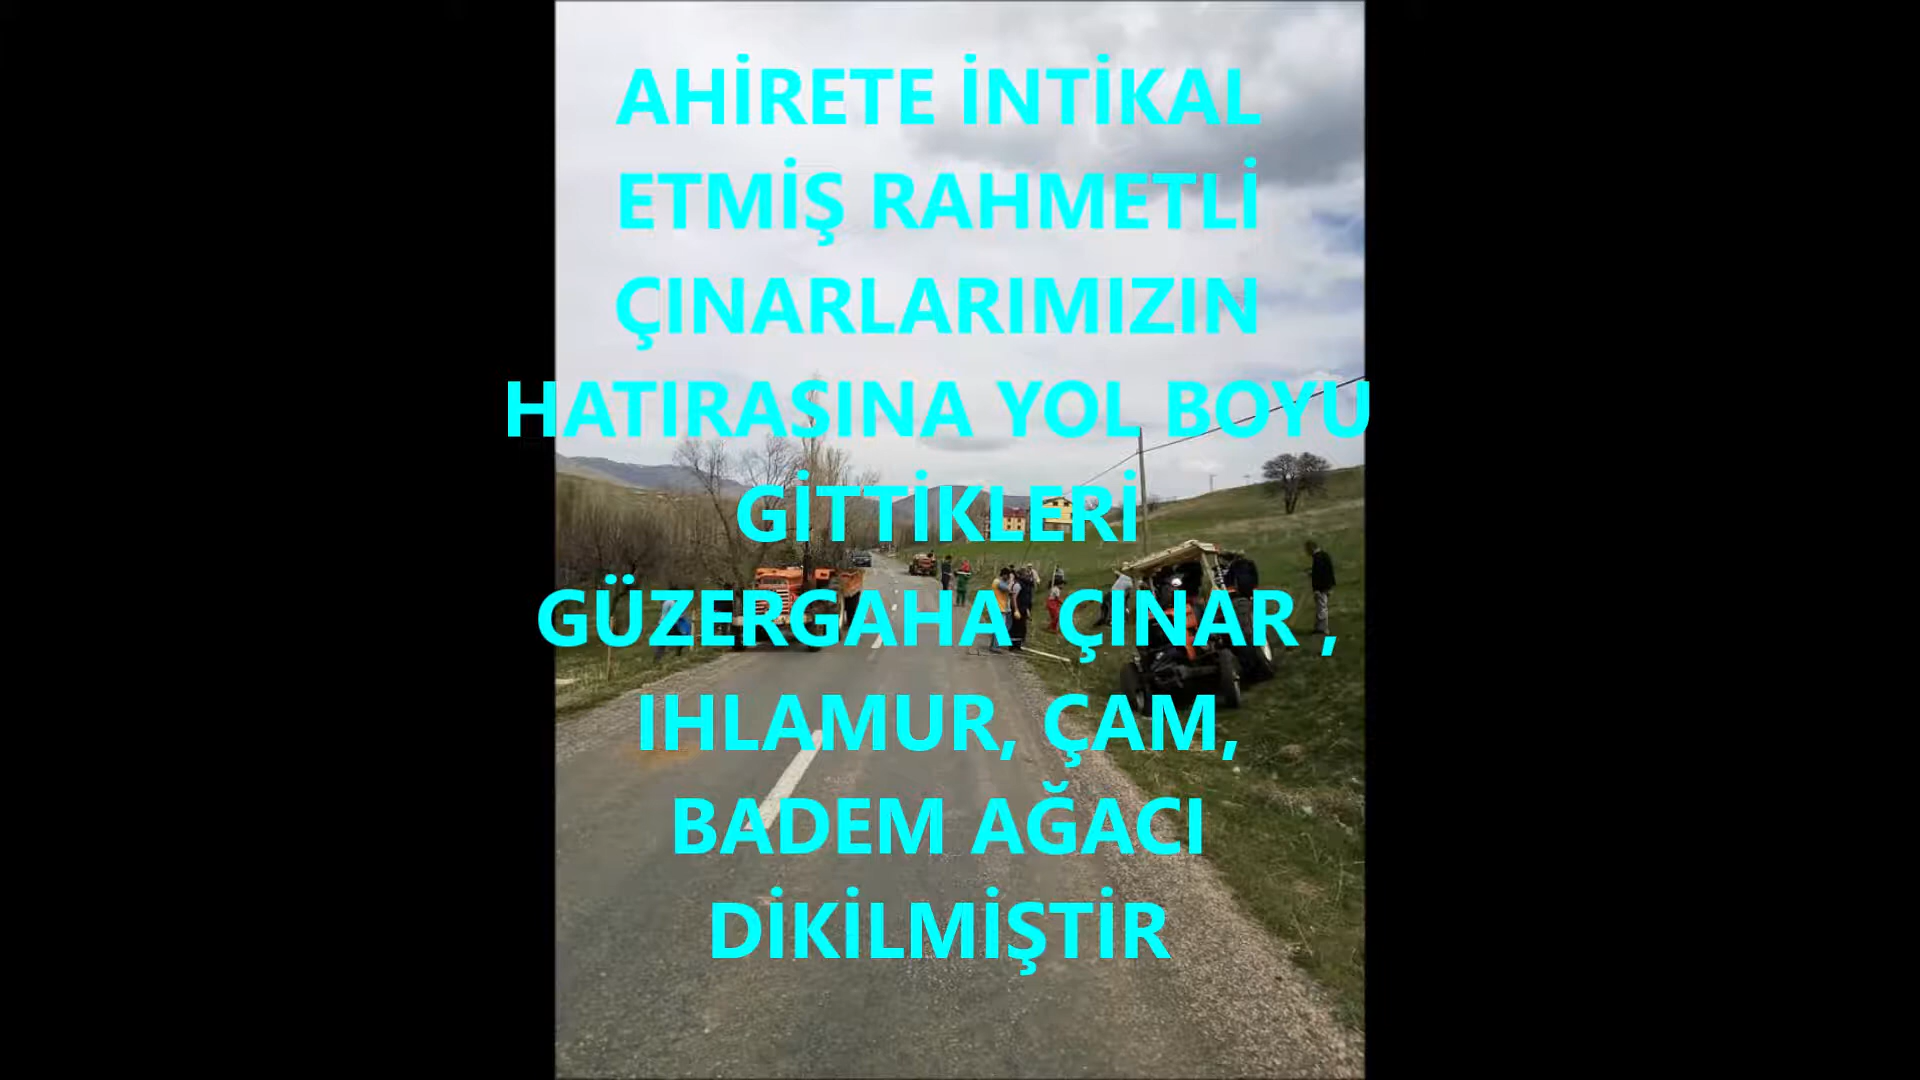 AHİRETE İNTİKAL
ETMİŞ RAHMETLİ
ÇINARLARIMIZIN
HATIRASINA YOL BOYU
GİTTİKLERİ
GÜZERGAHA ÇINAR ,
IHLAMUR, ÇAM,
BADEM AĞACI
DİKİLMİŞTİR